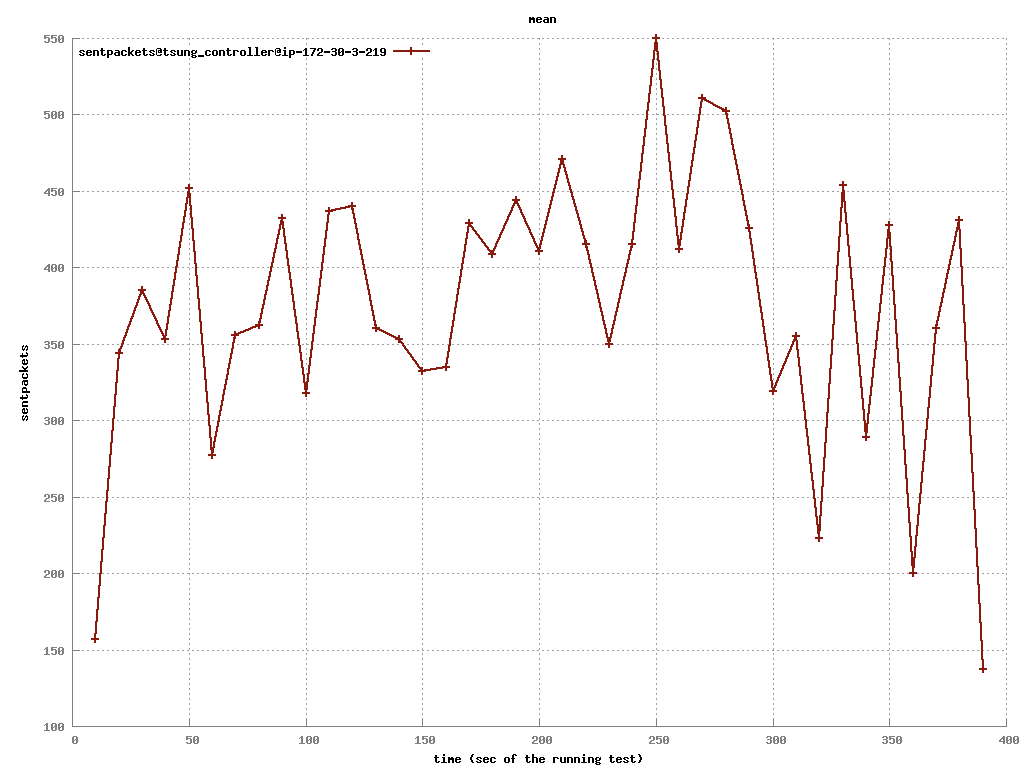 mean
sentpackets@tsung_controller@ip-172-30-3-219
550
500
450
400
350
300
250
200
150
100
sentpackets
0 50 100 150 200 250 300 350 400
time (sec of the running test)